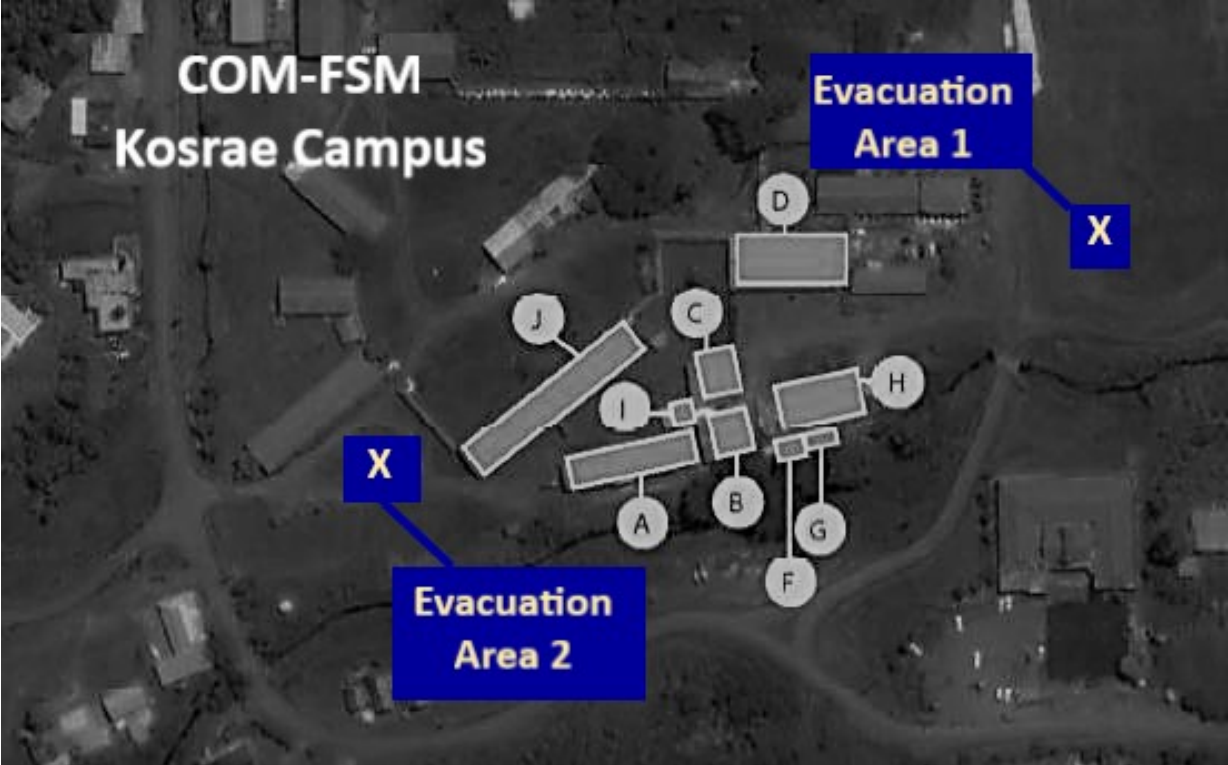 COM-FSM
Kosrae Campus
Evacuation
Area 1
D
X
C
J
H
I
X
B
A
G
F
Evacuation
Area 2